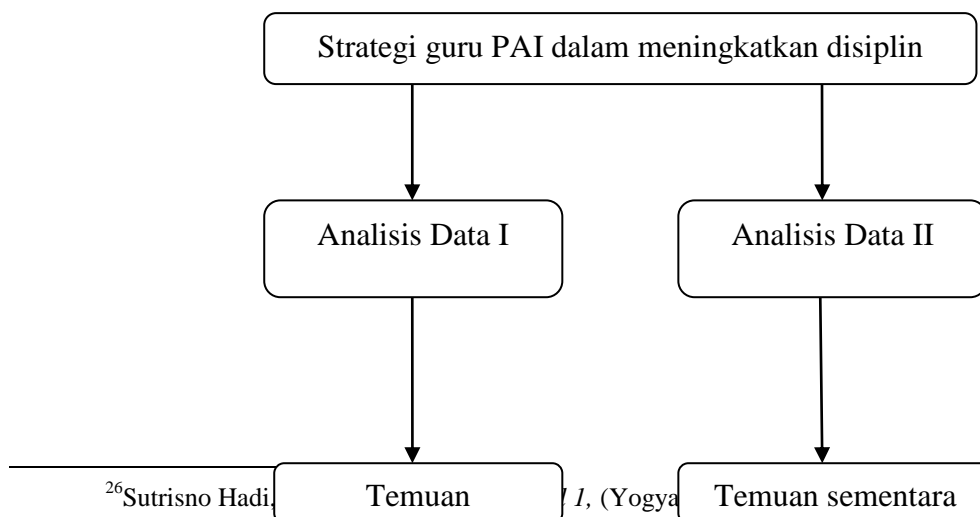 Strategi guru PAI dalam meningkatkan disiplin
Analisis Data I
Analisis Data II
Temuan
Temuan sementara
26Sutrisno Hadi, 1, (Yogya